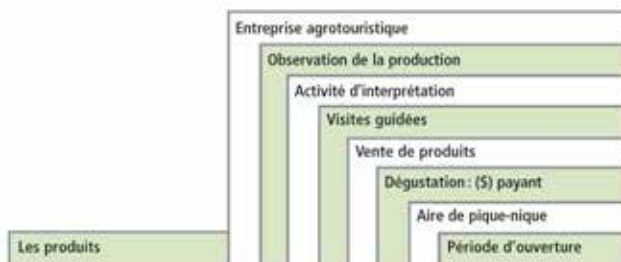 Entreprise agrotouristique
Observation de la production
Activité d'interprétation
Visites guidées
Vente de produits
Dégustation : ($) payant
Aire de pique-nique
Les produits
Période d'ouverture